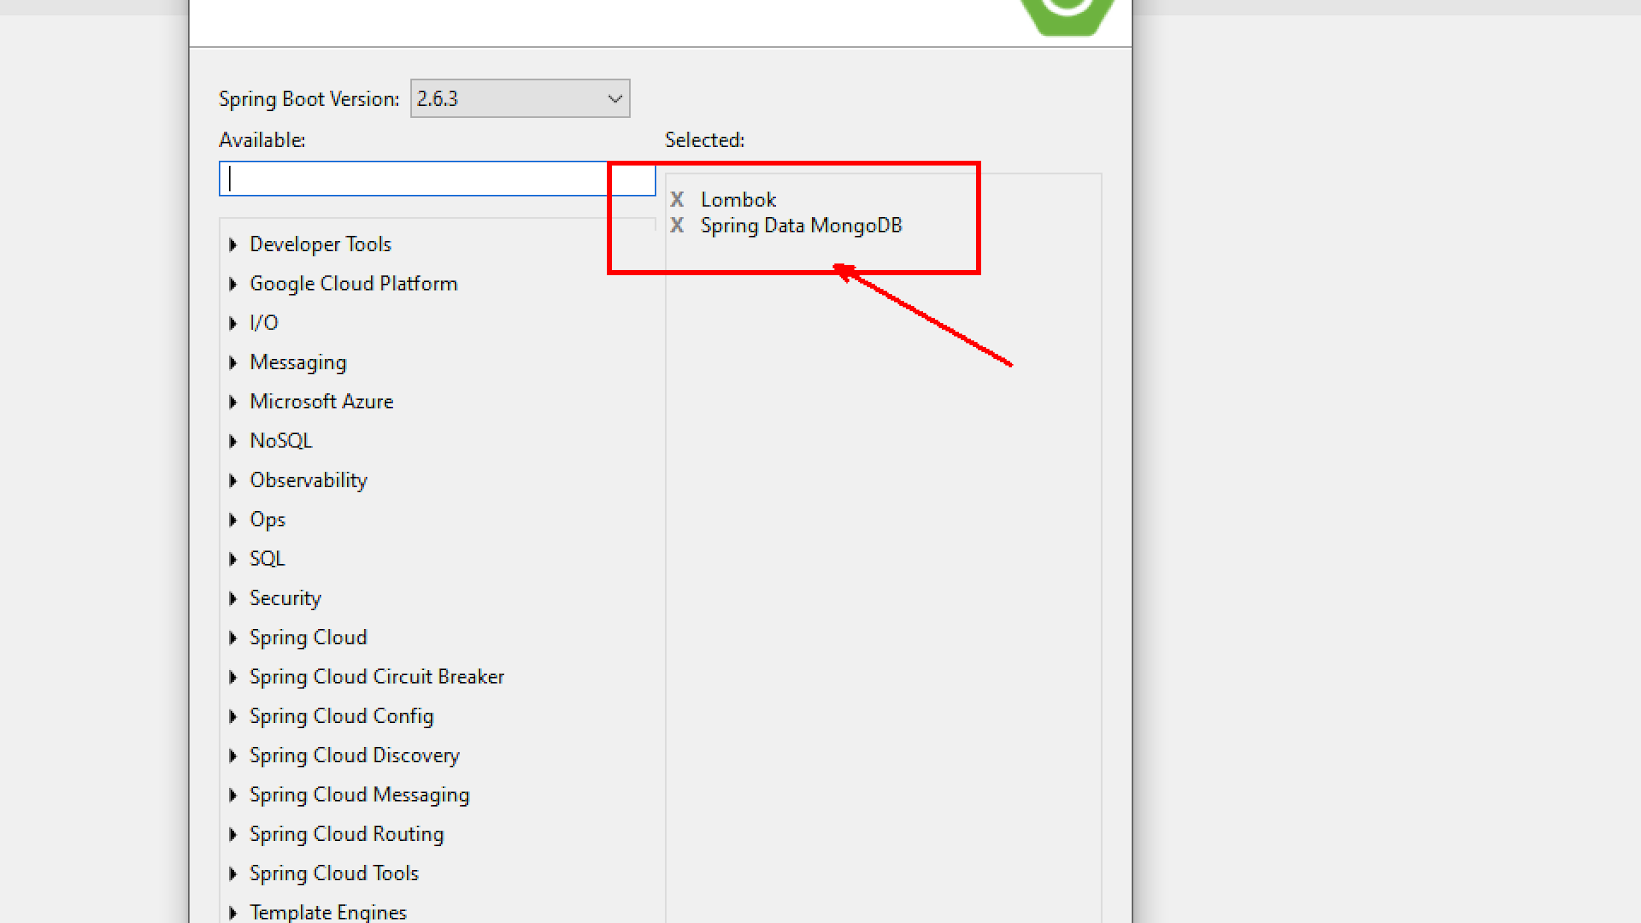 Spring Boot Version: 2.6.3
Available: Selected:
X Lombok
X Spring Data MongoDB
Developer Tools
Google Cloud Platform
I/O
Messaging
Microsoft Azure
NoSQL
Observability
Ops
SQL
Security
Spring Cloud
Spring Cloud Circuit Breaker
Spring Cloud Config
Spring Cloud Discovery
Spring Cloud Messaging
Spring Cloud Routing
Spring Cloud Tools
Template Engines